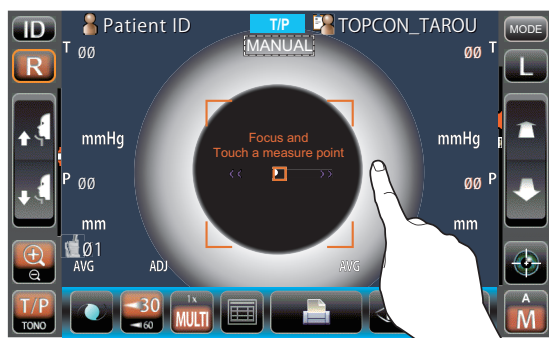 ID
Patient ID
T/P
TOPCON_TAROU
MODE
MANUAL
R
T 00
00 T
L
Focus and
Touch a measure point
mmHg
mmHg
<< >>
P 00
00 P
mm
mm
01
AVG
ADJ
AVG
T/P
TONO
30
60
1x
MULTI
A
M